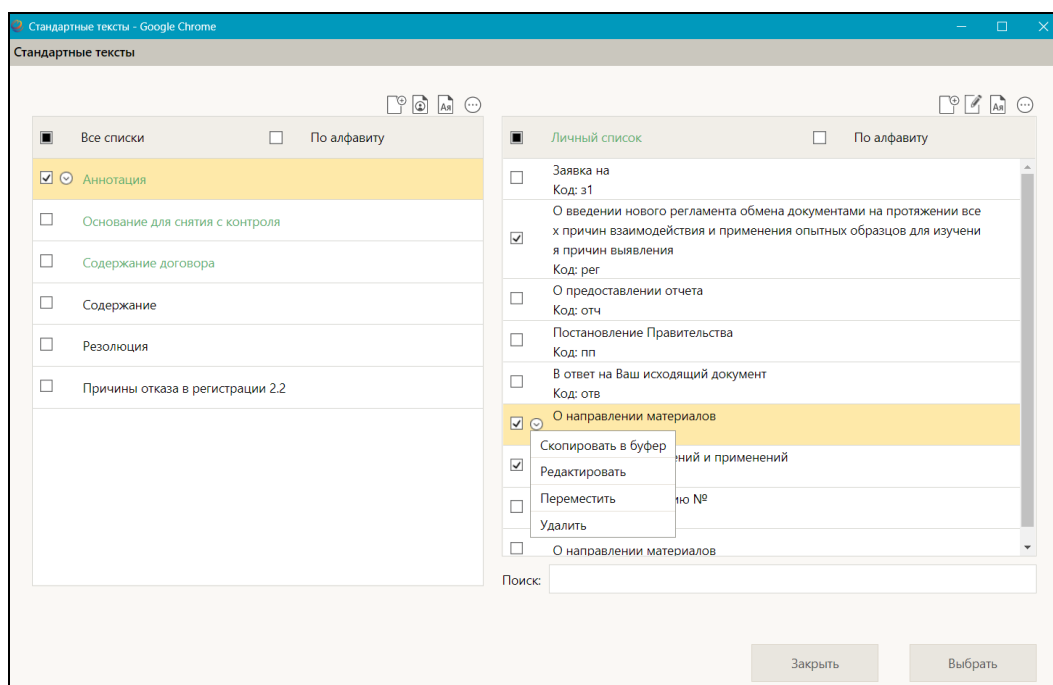 Стандартные тексты - Google Chrome
Стандартные тексты
Ая
Ая
Все списки
По алфавиту
Аннотация
Основание для снятия с контроля
Содержание договора
Содержание
Резолюция
Причины отказа в регистрации 2.2
Личный список
По алфавиту
Заявка на
Код: з1
О введении нового регламента обмена документами на протяжении все
х причин взаимодействия и применения опытных образцов для изучени
я причин выявления
Код: рег
О предоставлении отчета
Код: отч
Постановление Правительства
Код: пп
В ответ на Ваш исходящий документ
Код: отв
О направлении материалов
Скопировать в буфер
Редактировать
Переместить
Удалить
и применений
№
О направлении материалов
Поиск:
Закрыть
Выбрать